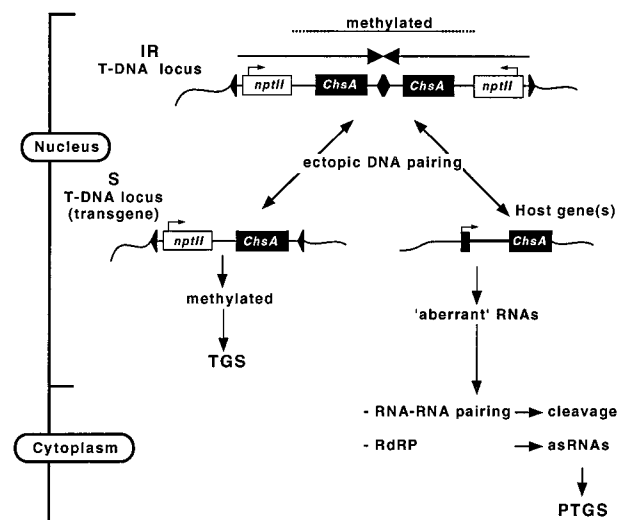 methylated
IR
T-DNA locus
nptII ChsA ChsA nptII
Nucleus
ectopic DNA pairing
S
T-DNA locus
(transgene)
Host gene(s)
nptII ChsA
ChsA
methylated
'aberrant' RNAs
TGS
- RNA-RNA pairing cleavage
Cytoplasm
- RdRP asRNAs
PTGS